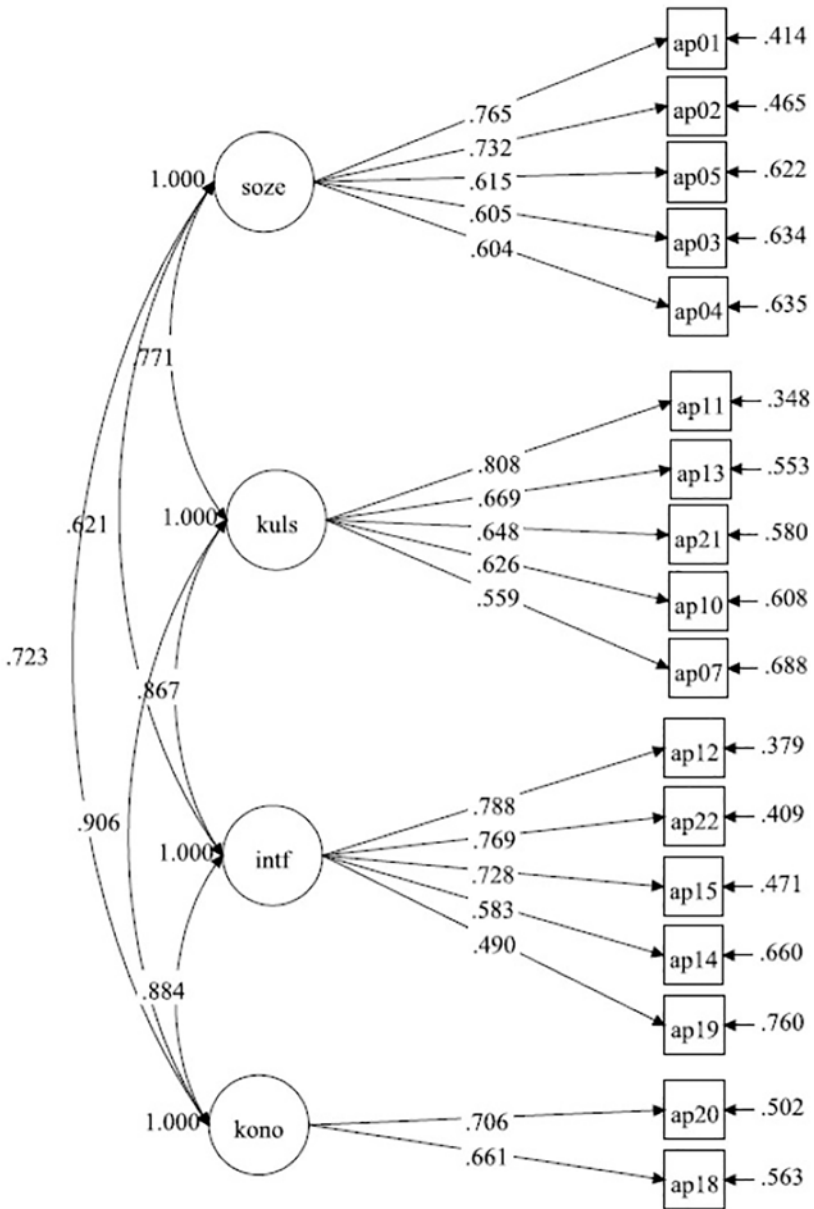 ap01 .414
.765
ap02 .465
.732
1.000 soze
.615
ap05 .622
.605
ap03 .634
.604
ap04 .635
.771
ap11 .348
.808
ap13 .553
.669
1.000 kuls
.648
ap21 .580
.626
ap10 .608
.559
ap07 .688
.621
.723
.867
ap12 .379
.788
ap22 .409
.769
.906
1.000 intf
.728
ap15 .471
.583
ap14 .660
.490
ap19 .760
.884
1.000 kono
.706
ap20 .502
.661
ap18 .563